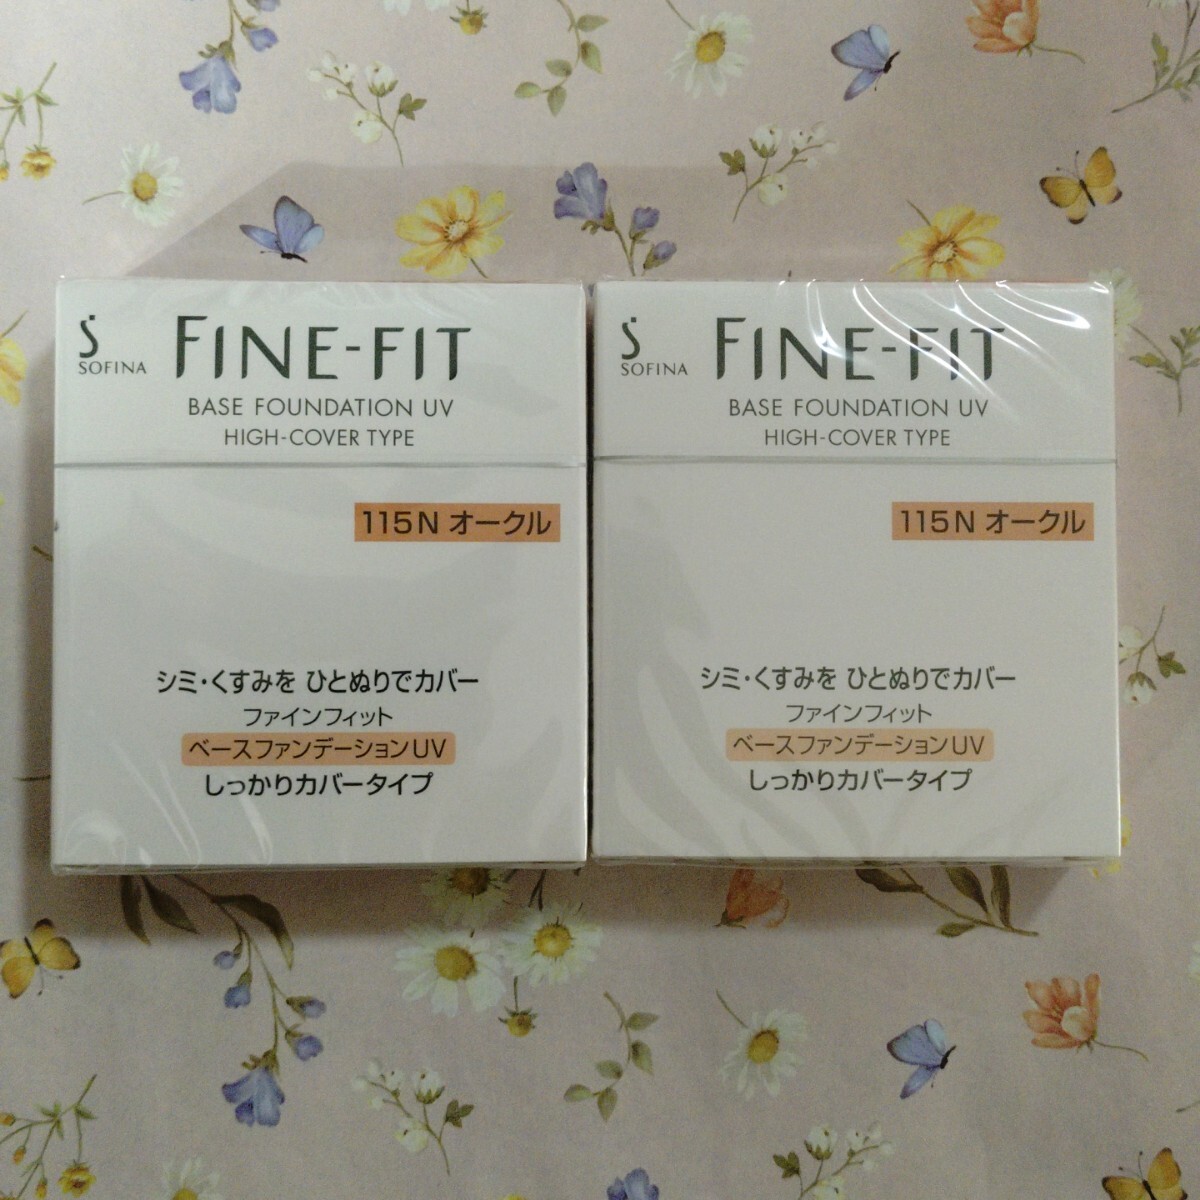 SOFINA
FINE-FIT
BASE FOUNDATION UV
HIGH-COVER TYPE
115N オークル
シミ・くすみを ひとぬりでカバー
ファインフィット
ベースファンデーションUV
しっかりカバータイプ
SOFINA
FINE-FIT
BASE FOUNDATION UV
HIGH-COVER TYPE
115N オークル
シミ・くすみを ひとぬりでカバー
ファインフィット
ベースファンデーションUV
しっかりカバータイプ